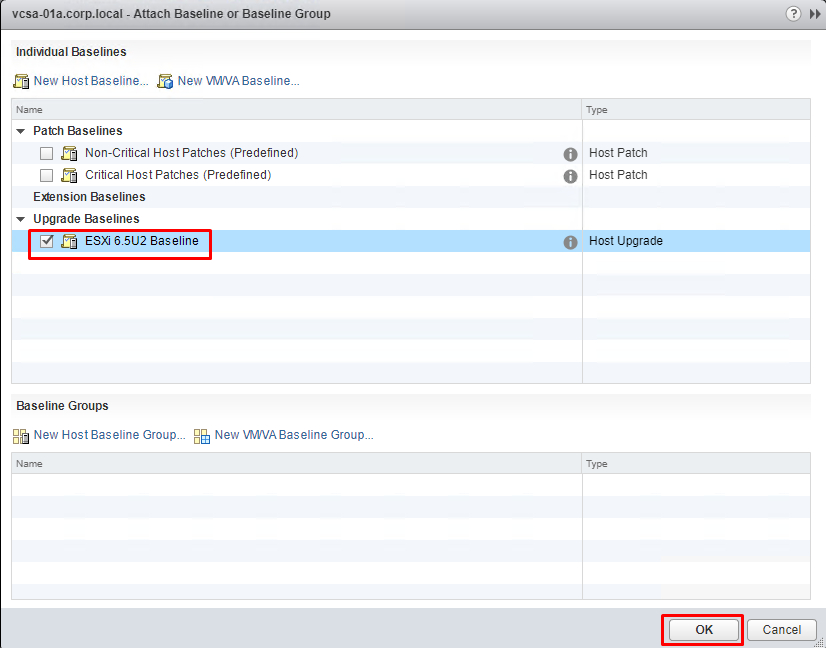 vcsa-01a.corp.local - Attach Baseline or Baseline Group ?
Individual Baselines
New Host Baseline... New VM/VA Baseline...
Name Type
Patch Baselines
Non-Critical Host Patches (Predefined) Host Patch
Critical Host Patches (Predefined) Host Patch
Extension Baselines
Upgrade Baselines
ESXi 6.5U2 Baseline Host Upgrade
Baseline Groups
New Host Baseline Group... New VM/VA Baseline Group...
Name Type
OK Cancel